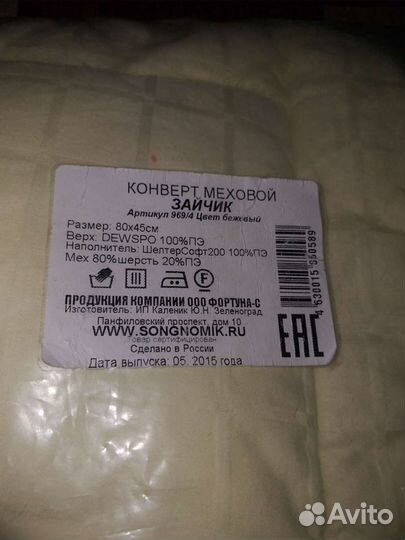 КОНВЕРТ МЕХОВОЙ
ЗАЙЧИК
Артикул 969/4 Цвет бежевый
Размер: 80х45см
Верх: DEWSPO 100%ПЭ
Наполнитель: ШелтерСофт200 100%ПЭ
Мех 80%шерсть 20%ПЭ
ПРОДУКЦИЯ КОМПАНИИ ООО ФОРТУНА-С
Изготовитель: ИП Каленик Ю.Н. Зеленоград
Панфиловский проспект, дом 10
WWW.SONGNOMIK.RU
Товар сертифицирован
Сделано в России
Дата выпуска: 05. 2015 года
EAC
Avito